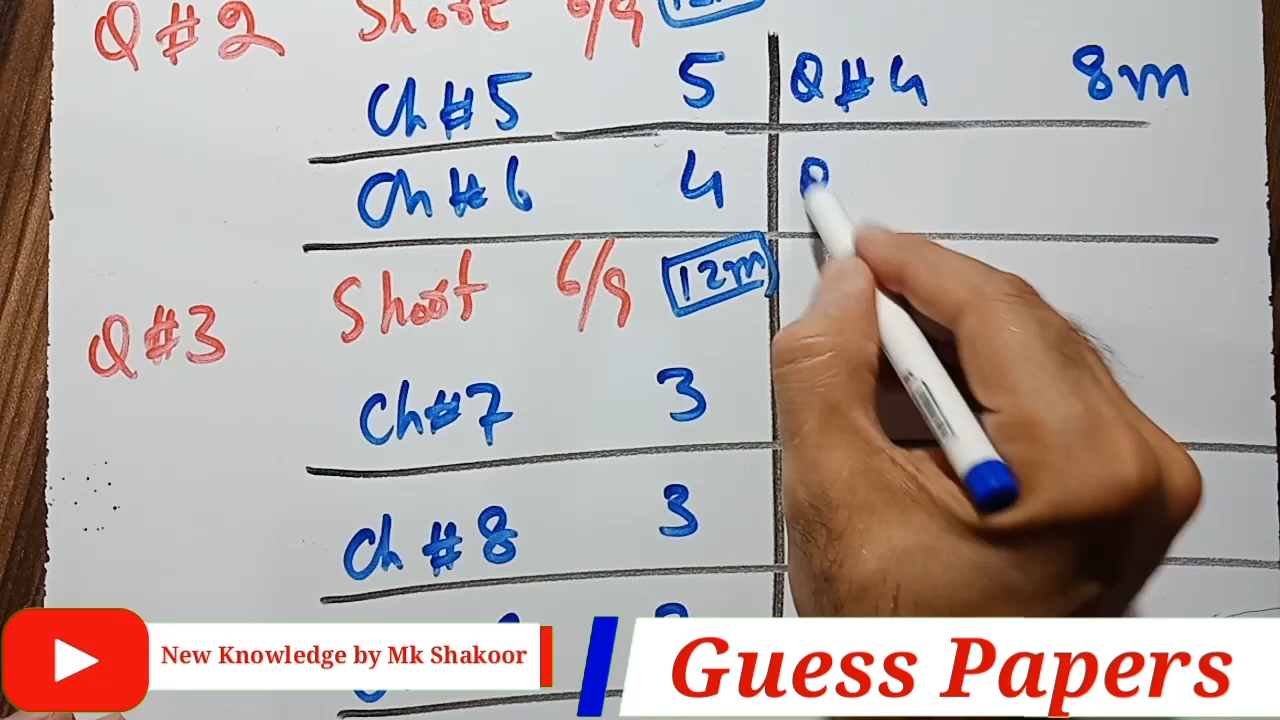 Q#2 Short 6/9
Ch#5 5 Q#4 8m
Ch#6 4 Q
Q#3 Short 6/9 12m
Ch#7 3
Ch#8 3
New Knowledge by Mk Shakoor
Guess Papers